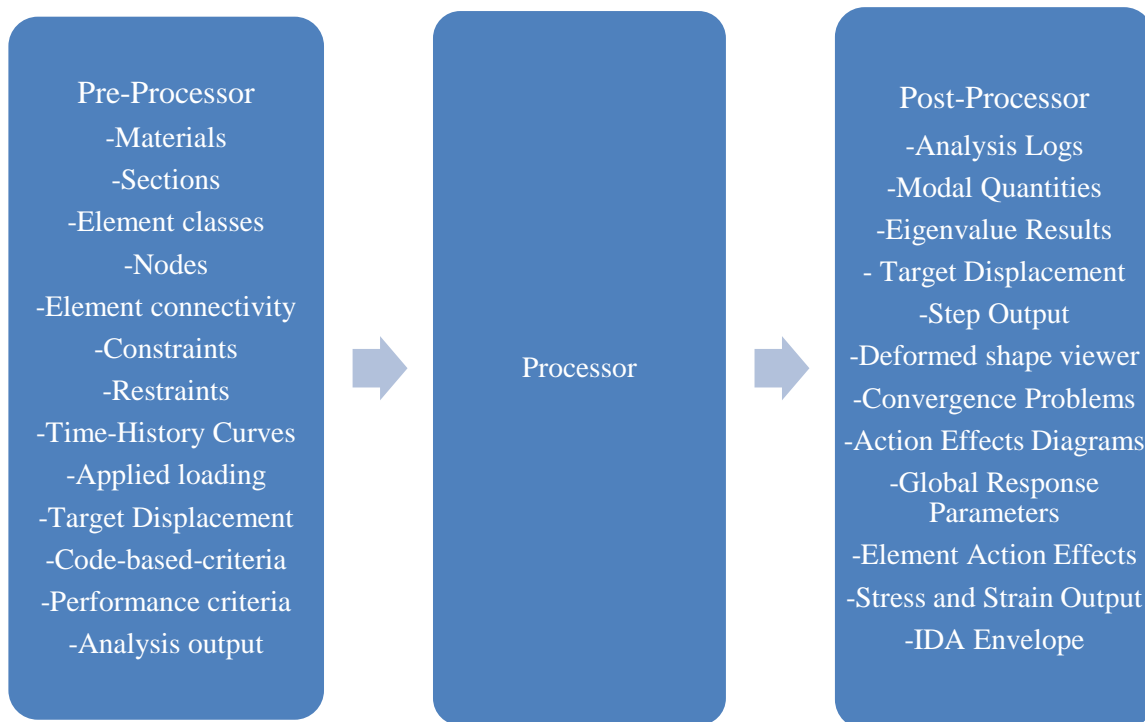 Pre-Processor
-Materials
-Sections
-Element classes
-Nodes
-Element connectivity
-Constraints
-Restraints
-Time-History Curves
-Applied loading
-Target Displacement
-Code-based-criteria
-Performance criteria
-Analysis output
Processor
Post-Processor
-Analysis Logs
-Modal Quantities
-Eigenvalue Results
- Target Displacement
-Step Output
-Deformed shape viewer
-Convergence Problems
-Action Effects Diagrams
-Global Response
Parameters
-Element Action Effects
-Stress and Strain Output
-IDA Envelope